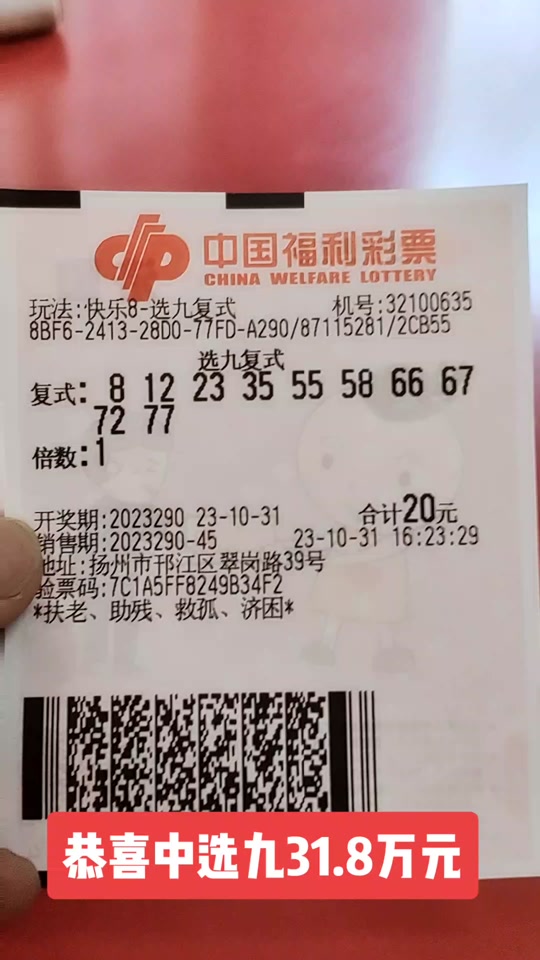 中国福利彩票
CHINA WELFARE LOTTERY
玩法:快乐8-选九复式 机号:32100635
8BF6-2413-28D0-77FD-A290/87115281/2CB55
选九复式
复式: 8 12 23 35 55 58 66 67
72 77
倍数:1
开奖期:2023290 23-10-31 合计20元
销售期:2023290-45 23-10-31 16:23:29
地址:扬州市邗江区翠岗路39号
验票码:7C1A5FF8249B34F2
*扶老、助残、救孤、济困*
恭喜中选九31.8万元